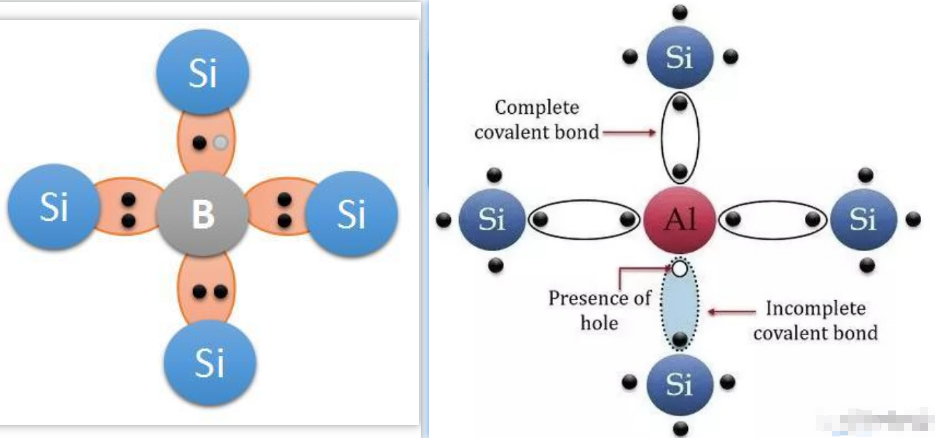 Si
Si
B
Si
Si
Si
Complete
covalent bond
Si
Al
Si
Presence of
hole
Incomplete
covalent bond
Si